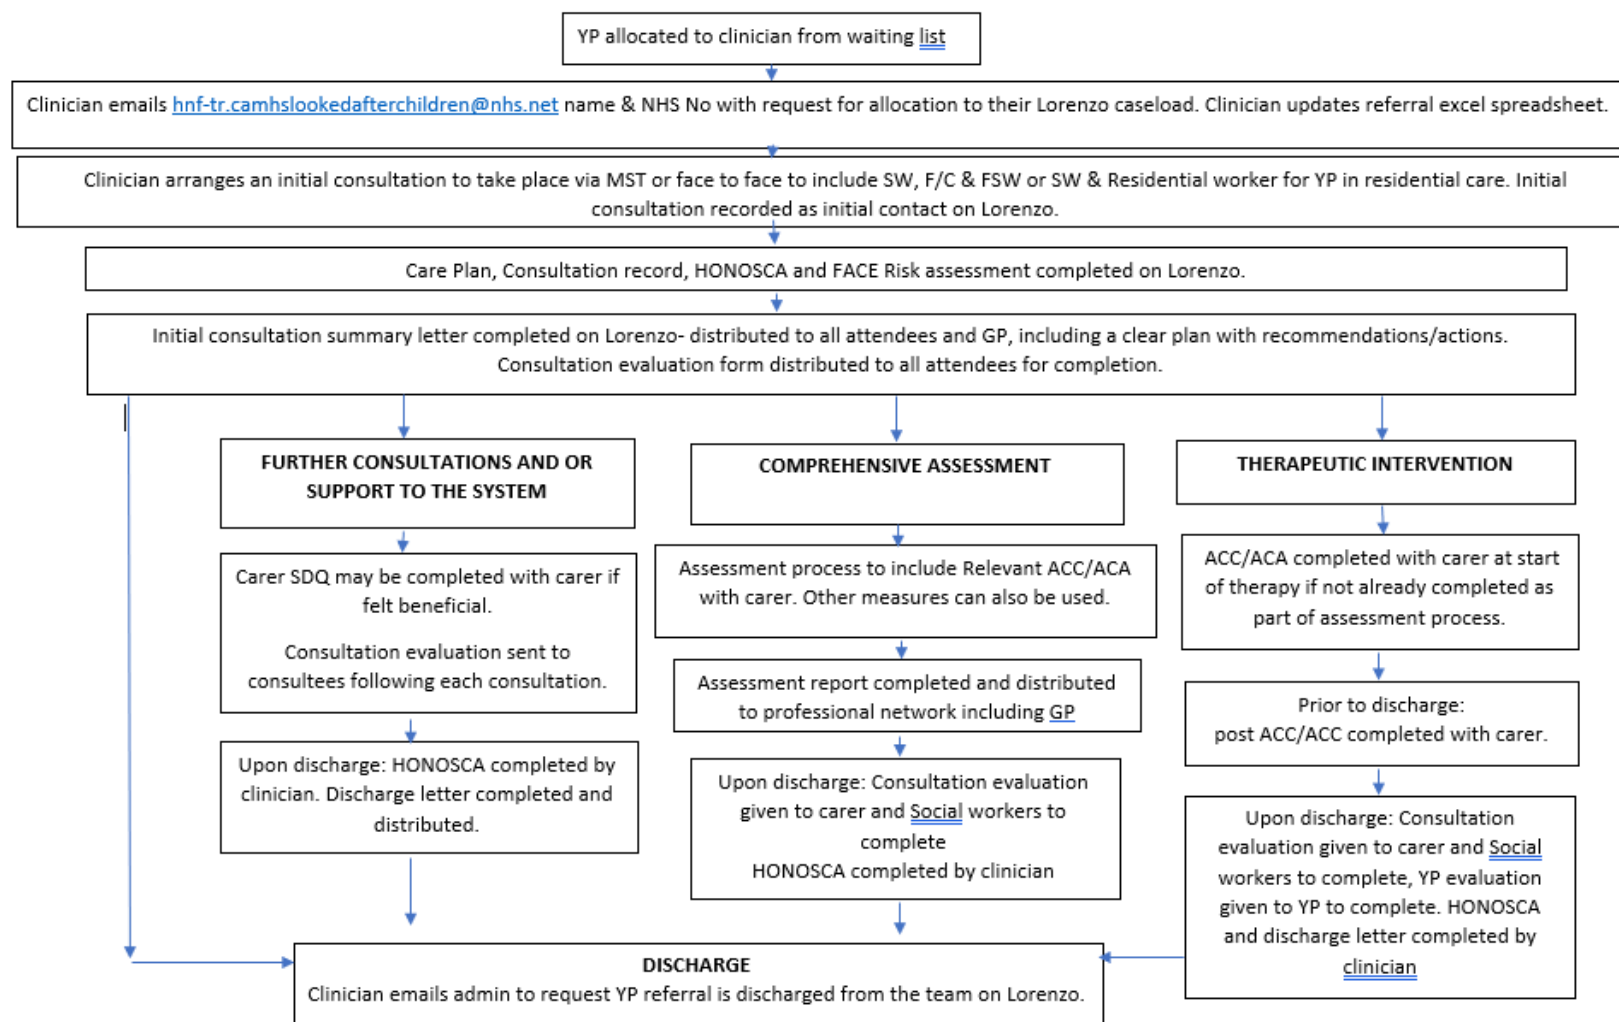 YP allocated to clinician from waiting list
Clinician emails hnf-tr.camhslookedafterchildren@nhs.net name & NHS No with request for allocation to their Lorenzo caseload. Clinician updates referral excel spreadsheet.
Clinician arranges an initial consultation to take place via MST or face to face to include SW, F/C & FSW or SW & Residential worker for YP in residential care. Initial
consultation recorded as initial contact on Lorenzo.
Care Plan, Consultation record, HONOSCA and FACE Risk assessment completed on Lorenzo.
Initial consultation summary letter completed on Lorenzo- distributed to all attendees and GP, including a clear plan with recommendations/actions.
Consultation evaluation form distributed to all attendees for completion.
FURTHER CONSULTATIONS AND OR
SUPPORT TO THE SYSTEM
Carer SDQ may be completed with carer if
felt beneficial.
Consultation evaluation sent to
consultees following each consultation.
Upon discharge: HONOSCA completed by
clinician. Discharge letter completed and
distributed.
COMPREHENSIVE ASSESSMENT
Assessment process to include Relevant ACC/ACA
with carer. Other measures can also be used.
Assessment report completed and distributed
to professional network including GP
Upon discharge: Consultation evaluation
given to carer and Social workers to
complete
HONOSCA completed by clinician
THERAPEUTIC INTERVENTION
ACC/ACA completed with carer at start
of therapy if not already completed as
part of assessment process.
Prior to discharge:
post ACC/ACC completed with carer.
Upon discharge: Consultation
evaluation given to carer and Social
workers to complete, YP evaluation
given to YP to complete. HONOSCA
and discharge letter completed by
clinician
DISCHARGE
Clinician emails admin to request YP referral is discharged from the team on Lorenzo.